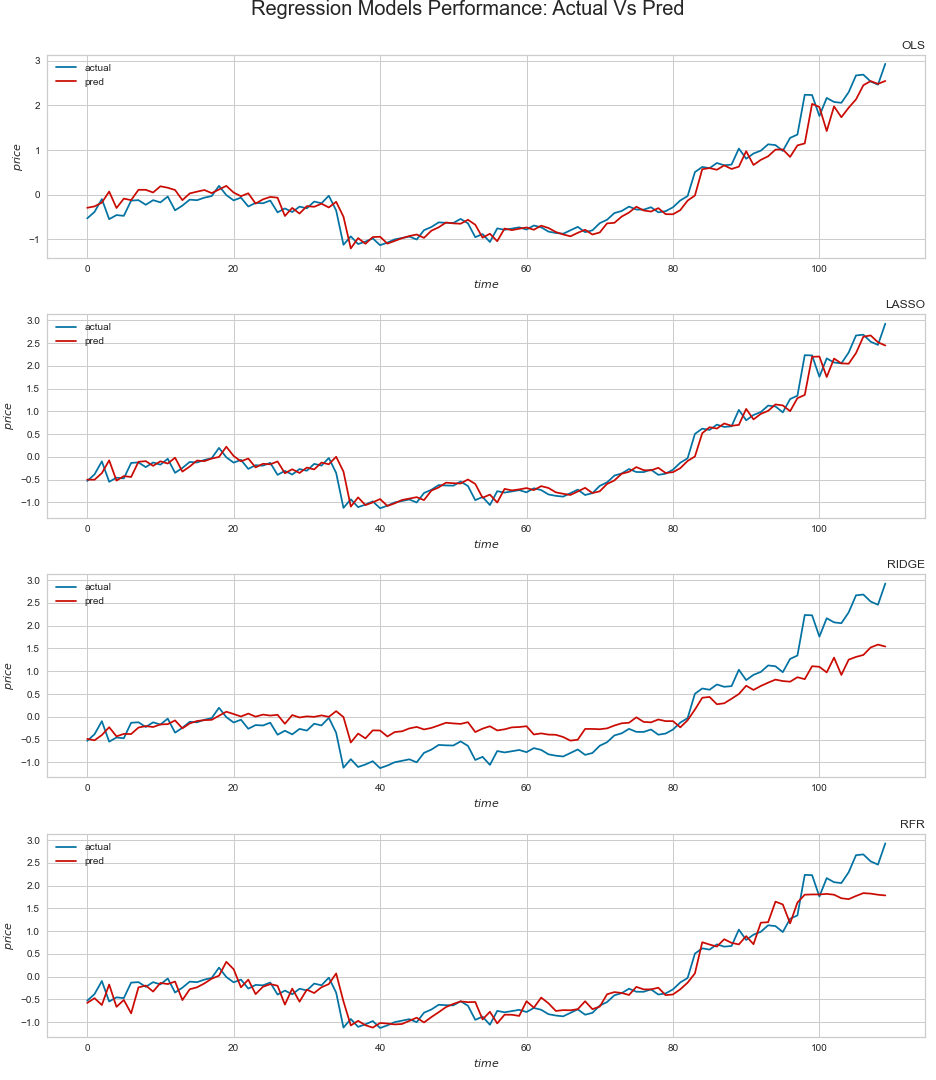 Regression Models Performance: Actual Vs Pred
OLS
actual
pred
3
2
1
0
−1
price
0 20 40 60 80 100
time
LASSO
actual
pred
3.0
2.5
2.0
1.5
1.0
0.5
0.0
−0.5
−1.0
price
0 20 40 60 80 100
time
RIDGE
actual
pred
3.0
2.5
2.0
1.5
1.0
0.5
0.0
−0.5
−1.0
price
0 20 40 60 80 100
time
RFR
actual
pred
3.0
2.5
2.0
1.5
1.0
0.5
0.0
−0.5
−1.0
price
0 20 40 60 80 100
time